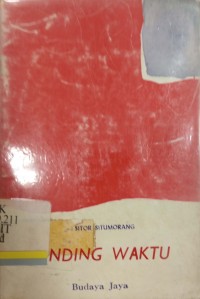 SITOR SITUMORANG
NDING WAKTU
Budaya Jaya